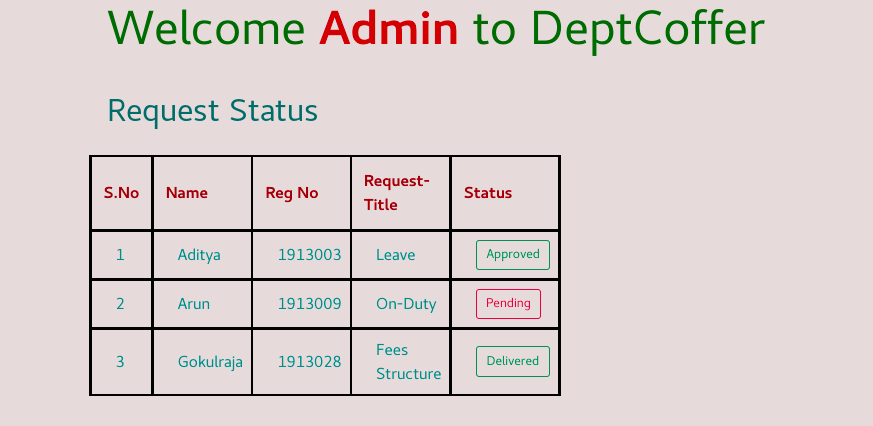 Welcome Admin to DeptCoffer
Request Status
S.No Name Reg No Request-Title Status
1 Aditya 1913003 Leave Approved
2 Arun 1913009 On-Duty Pending
3 Gokulraja 1913028 Fees Structure Delivered